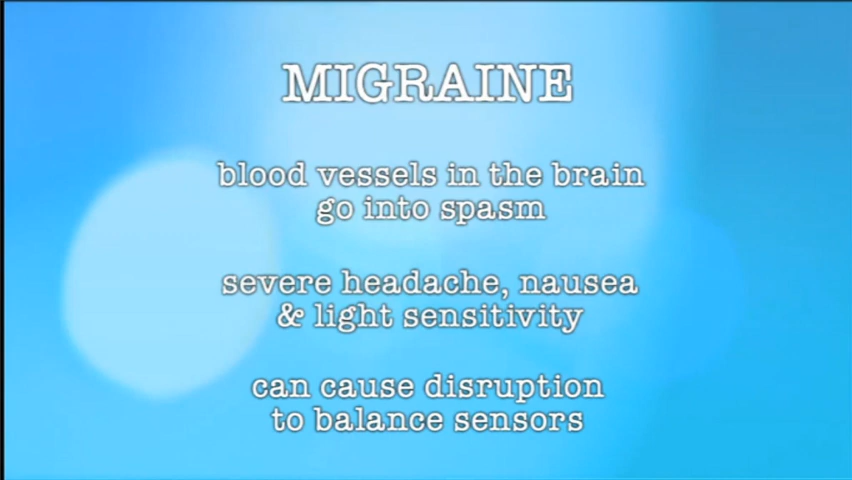 MIGRAINE
blood vessels in the brain
go into spasm
severe headache, nausea
& light sensitivity
can cause disruption
to balance sensors